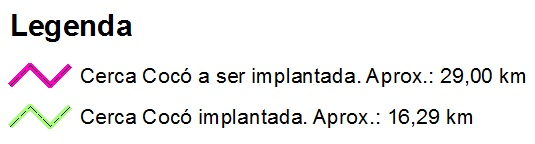 Legenda
Cerca Cocó a ser implantada. Aprox.: 29,00 km
Cerca Cocó implantada. Aprox.: 16,29 km